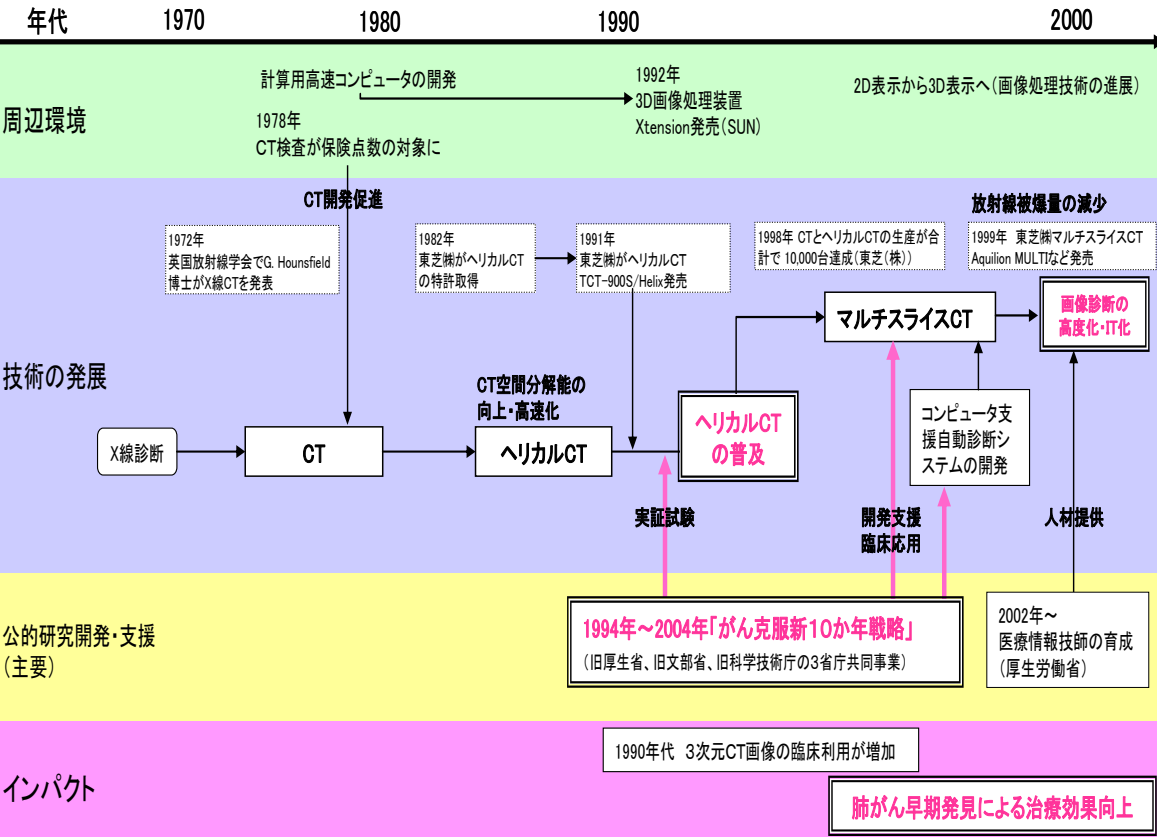 年代 1970 1980 1990 2000
周辺環境
計算用高速コンピュータの開発
1978年
CT検査が保険点数の対象に
1992年
3D画像処理装置
Xtension発売(SUN)
2D表示から3D表示へ(画像処理技術の進展)
技術の発展
CT開発促進
1972年
英国放射線学会でG. Hounsfield
博士がX線CTを発表
1982年
東芝㈱がヘリカルCT
の特許取得
1991年
東芝㈱がヘリカルCT
TCT-900S/Helix発売
1998年 CTとヘリカルCTの生産が合
計で 10,000台達成(東芝(株))
放射線被爆量の減少
1999年 東芝㈱マルチスライスCT
Aquilion MULTIなど発売
X線診断
CT
CT空間分解能の
向上・高速化
ヘリカルCT
ヘリカルCT
の普及
マルチスライスCT
画像診断の
高度化・IT化
コンピュータ支
援自動診断シ
ステムの開発
実証試験
開発支援
臨床応用
人材提供
公的研究開発・支援
(主要)
1994年～2004年「がん克服新10か年戦略」
(旧厚生省、旧文部省、旧科学技術庁の3省庁共同事業)
2002年～
医療情報技師の育成
(厚生労働省)
インパクト
1990年代 3次元CT画像の臨床利用が増加
肺がん早期発見による治療効果向上